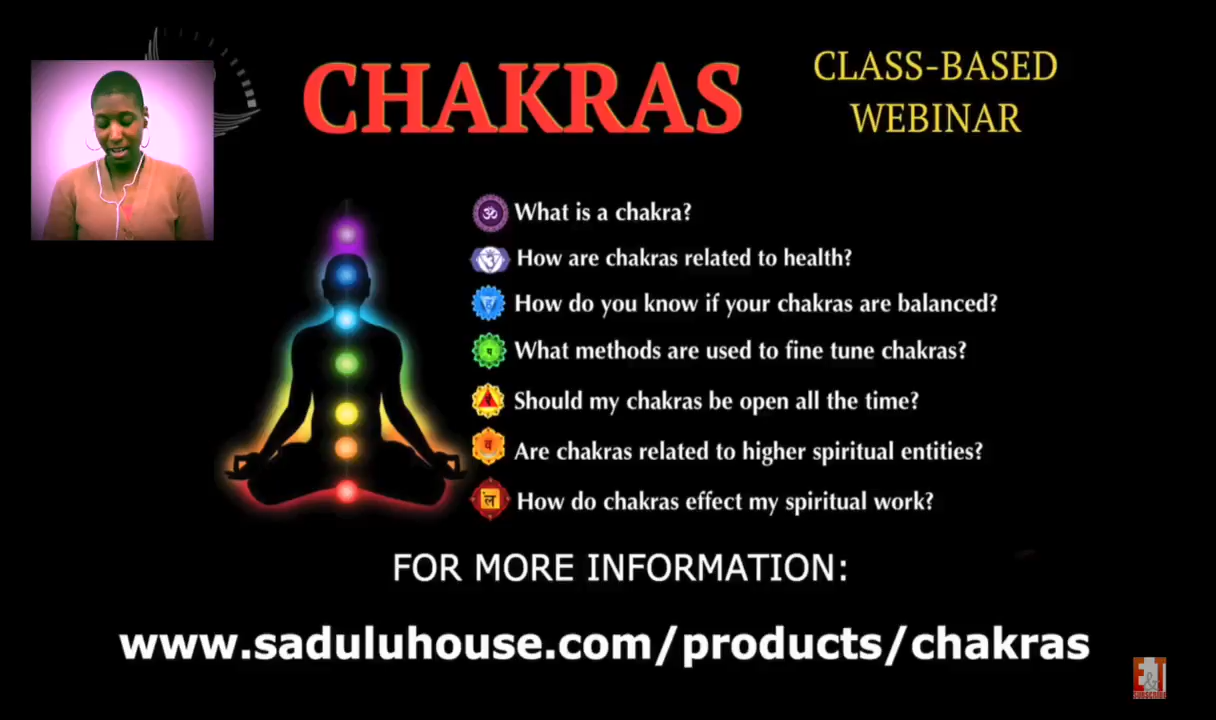 CHAKRAS
CLASS-BASED
WEBINAR
ॐ What is a chakra?
How are chakras related to health?
How do you know if your chakras are balanced?
What methods are used to fine tune chakras?
Should my chakras be open all the time?
Are chakras related to higher spiritual entities?
लं How do chakras effect my spiritual work?
FOR MORE INFORMATION:
www.saduluhouse.com/products/chakras
E&T
SUBSCRIBE